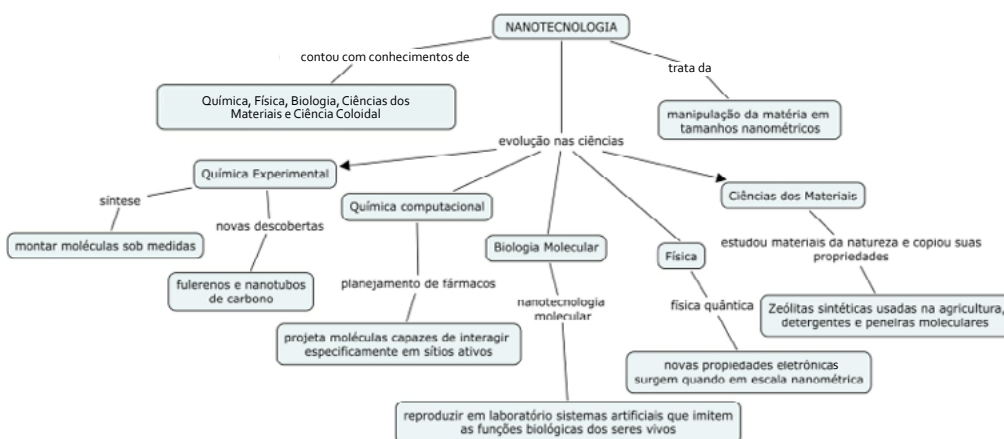 NANOTECNOLOGIA
contou com conhecimentos de
trata da
Química, Física, Biologia, Ciências dos
Materiais e Ciência Coloidal
manipulação da matéria em
tamanhos nanométricos
evolução nas ciências
Química Experimental
síntese
montar moléculas sob medidas
novas descobertas
fulerenos e nanotubos
de carbono
Química computacional
planejamento de fármacos
projeta moléculas capazes de interagir
especificamente em sítios ativos
Biologia Molecular
nanotecnologia
molecular
reproduzir em laboratório sistemas artificiais que imitem
as funções biológicas dos seres vivos
Física
física quântica
novas propriedades eletrônicas
surgem quando em escala nanométrica
Ciências dos Materiais
estudou materiais da natureza e copiou suas
propriedades
Zeólitas sintéticas usadas na agricultura,
detergentes e peneiras moleculares